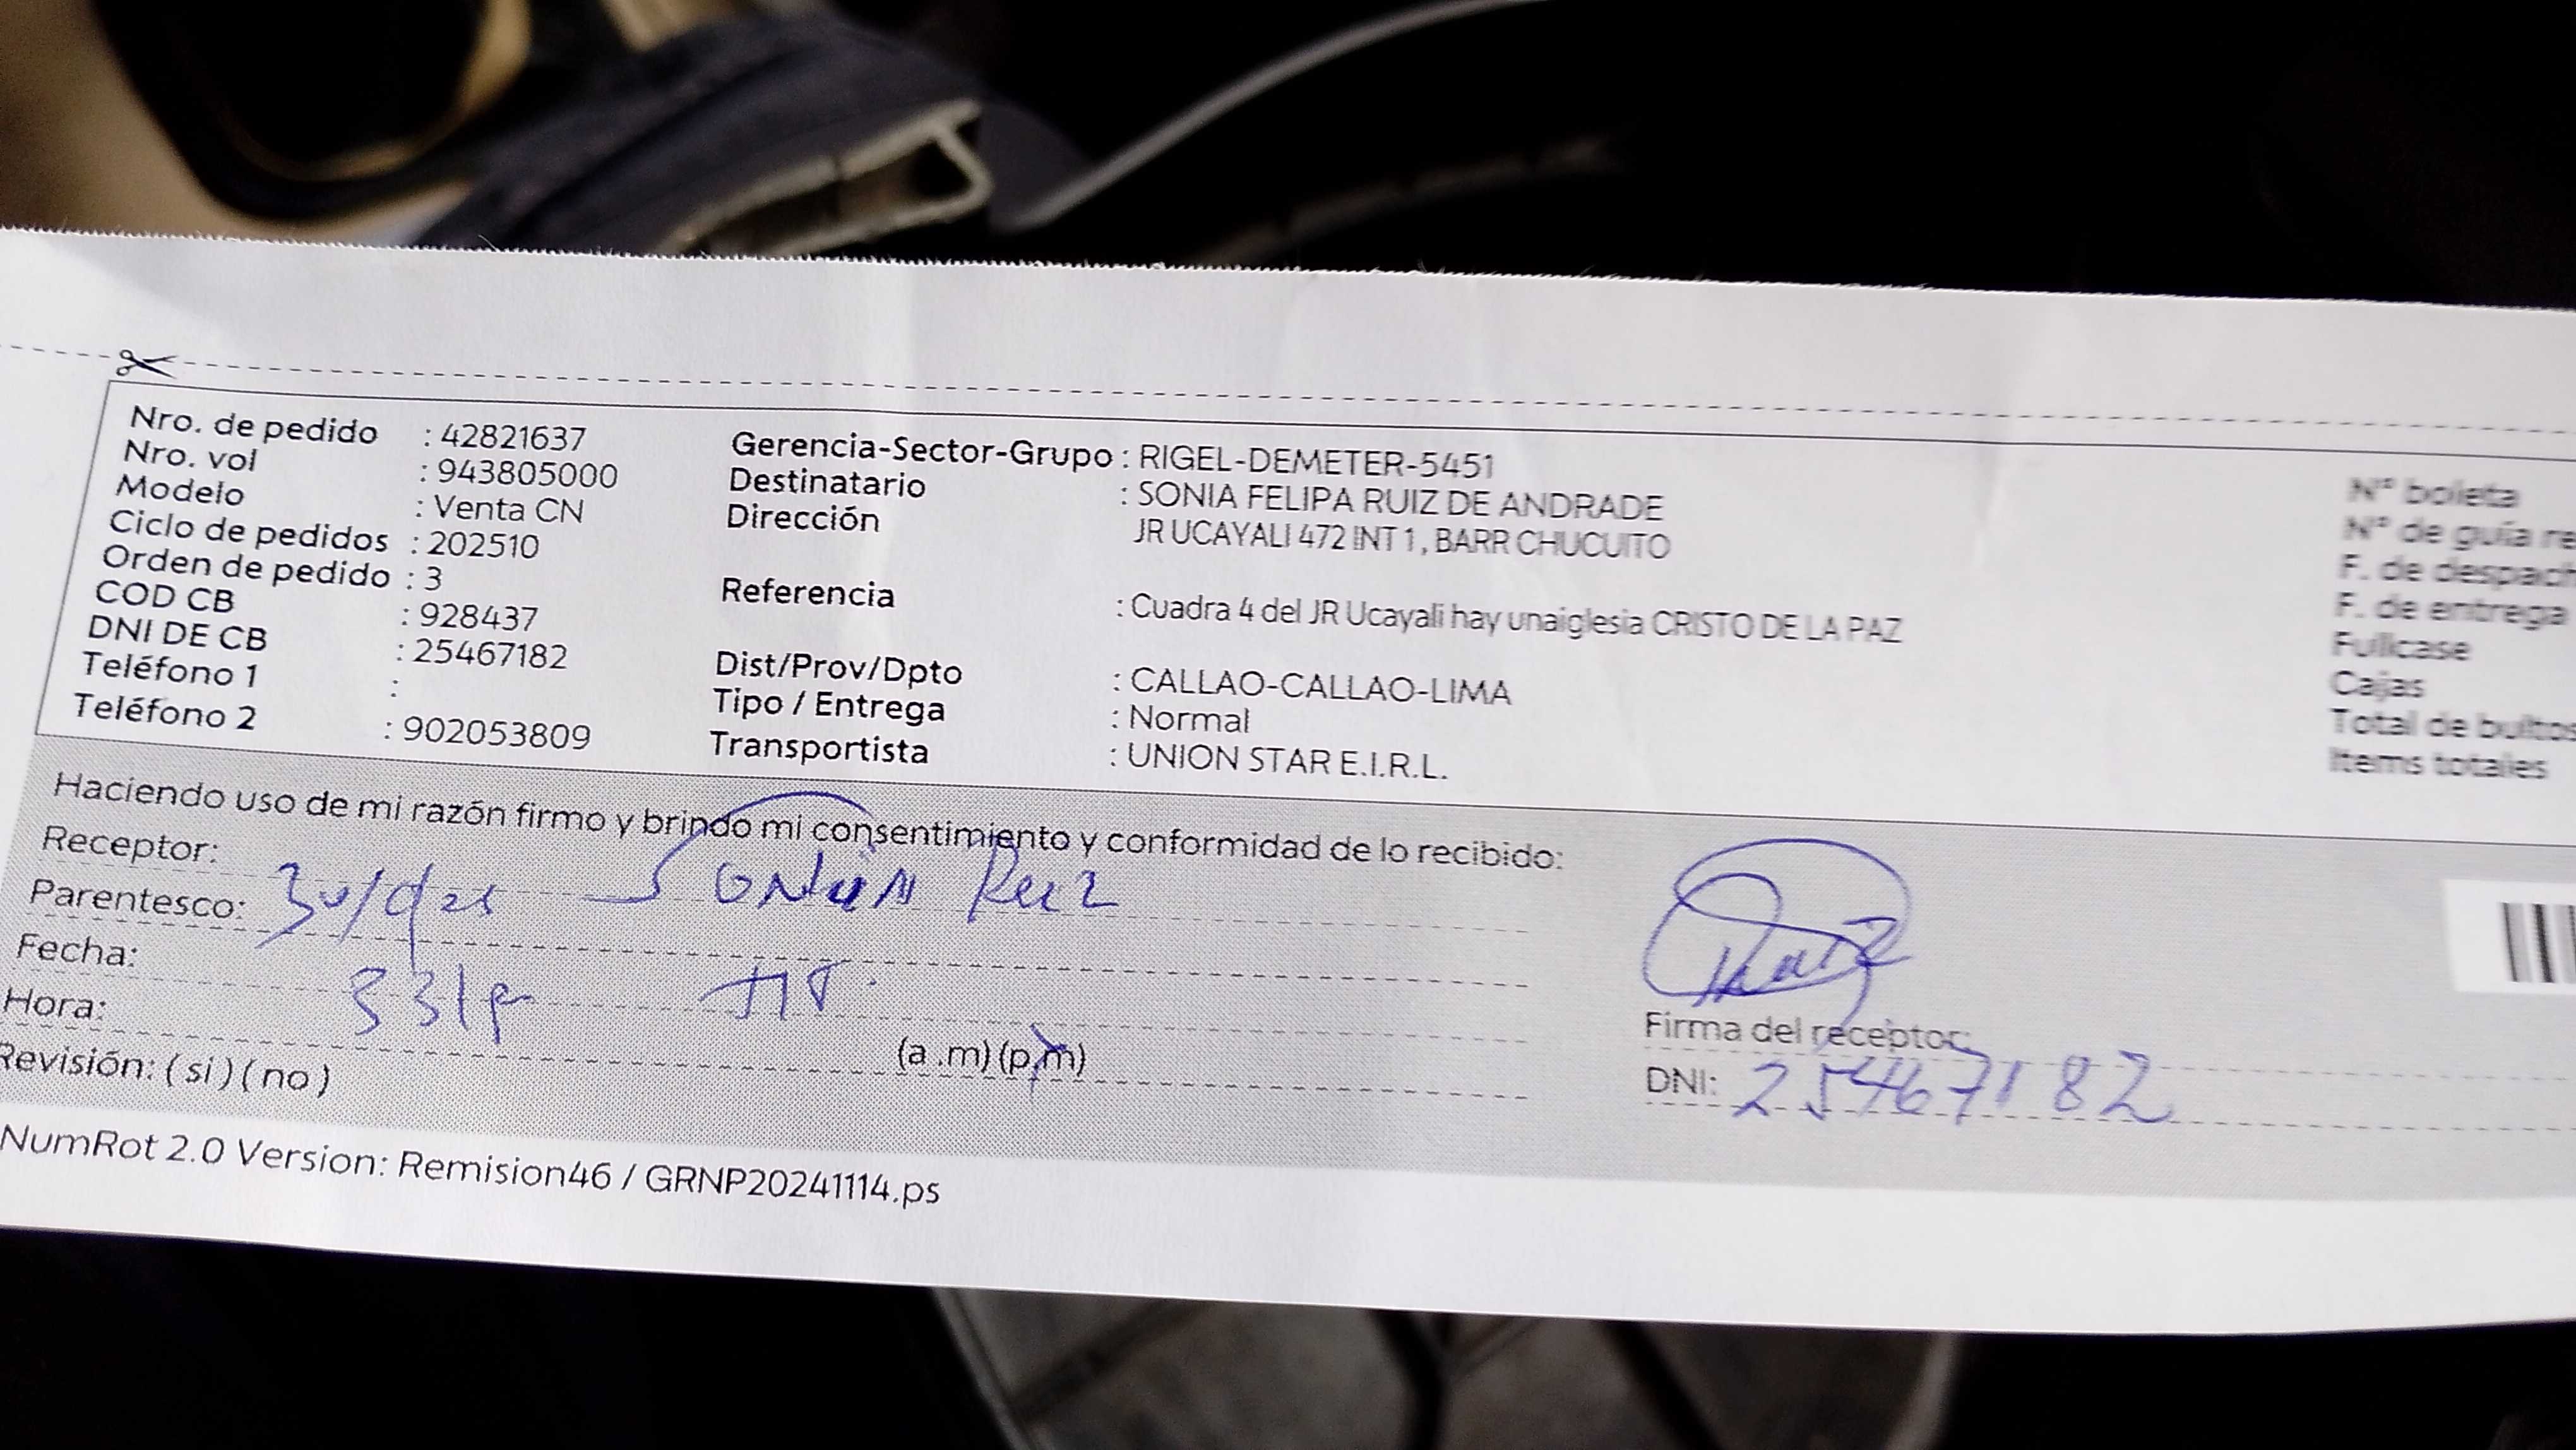 Nro. de pedido : 42821637
Nro. vol : 943805000
Modelo : Venta CN
Ciclo de pedidos : 202510
Orden de pedido : 3
COD CB : 928437
DNI DE CB : 25467182
Teléfono 1 :
Teléfono 2 : 902053809
Gerencia-Sector-Grupo : RIGEL-DEMETER-5451
Destinatario : SONIA FELIPA RUIZ DE ANDRADE
Dirección JR UCAYALI 472 INT 1, BARR CHUCUITO
Referencia : Cuadra 4 del JR Ucayali hay unaiglesia CRISTO DE LA PAZ
Dist/Prov/Dpto : CALLAO-CALLAO-LIMA
Tipo / Entrega : Normal
Transportista : UNION STAR E.I.R.L.
N° boleta
N° de guía re
F. de despach
F. de entrega
Fullcase
Cajas
Total de bultos
Items totales
Haciendo uso de mi razón firmo y brindo mi consentimiento y conformidad de lo recibido:
Receptor: Sonia Ruiz
Parentesco:
Fecha:
Hora: (a .m) (p.m)
Revisión: ( si ) ( no )
Ruiz
Firma del receptor:
DNI: 25467182
NumRot 2.0 Version: Remision46 / GRNP20241114.ps